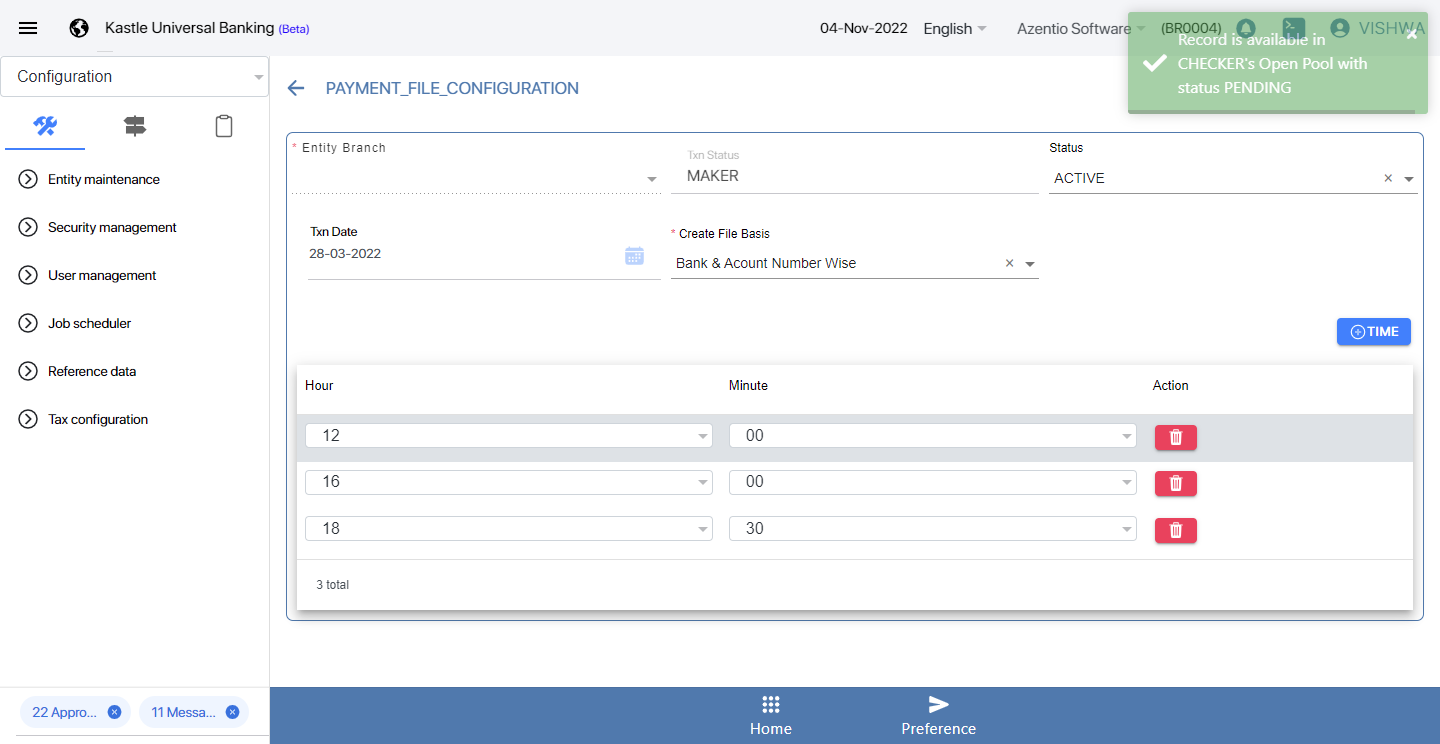 Kastle Universal Banking (Beta)
04-Nov-2022
English
Azentio Software
(BR0004)
VISHWA
Record is available in
CHECKER's Open Pool with
status PENDING
Configuration
PAYMENT_FILE_CONFIGURATION
Entity maintenance
Security management
User management
Job scheduler
Reference data
Tax configuration
* Entity Branch
Txn Status
MAKER
Status
ACTIVE
×
Txn Date
28-03-2022
* Create File Basis
Bank & Acount Number Wise
×
TIME
Hour
Minute
Action
12
00
16
00
18
30
3 total
22 Appro...
11 Messa...
Home
Preference